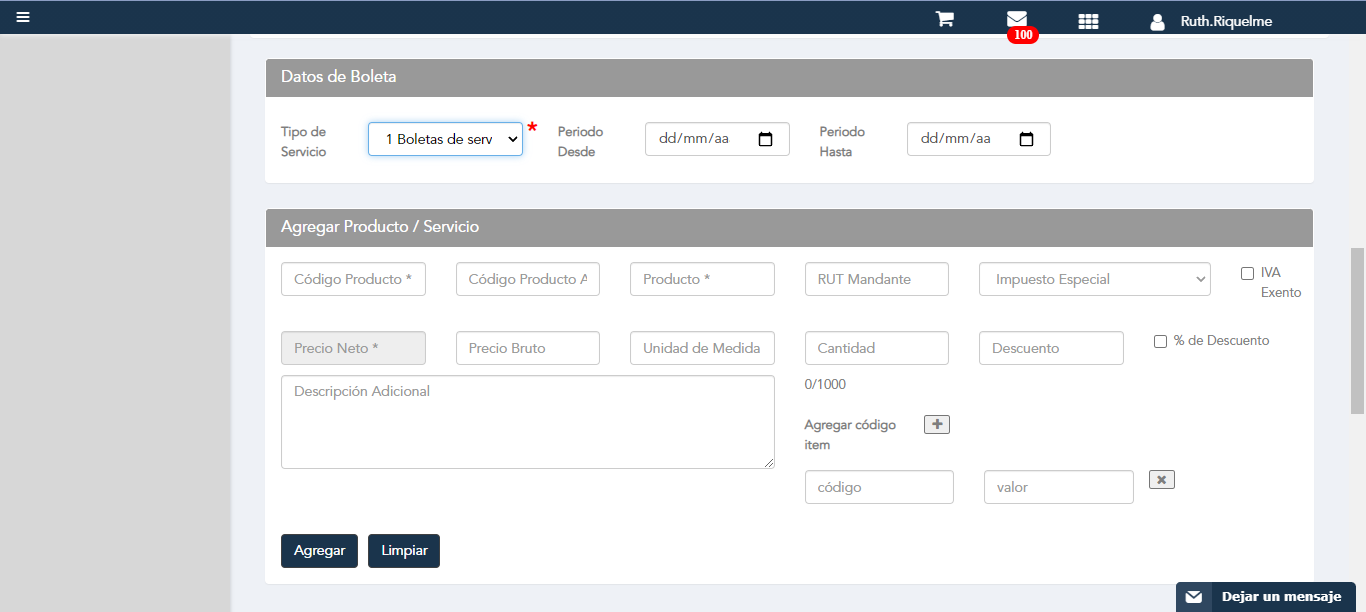 Ruth.Riquelme
100
Datos de Boleta
Tipo de Servicio
1 Boletas de serv
*
Periodo Desde
dd/mm/aa
Periodo Hasta
dd/mm/aa
Agregar Producto / Servicio
Código Producto *
Código Producto A
Producto *
RUT Mandante
Impuesto Especial
IVA Exento
Precio Neto *
Precio Bruto
Unidad de Medida
Cantidad
Descuento
% de Descuento
Descripción Adicional
0/1000
Agregar código item
código
valor
Agregar
Limpiar
Dejar un mensaje